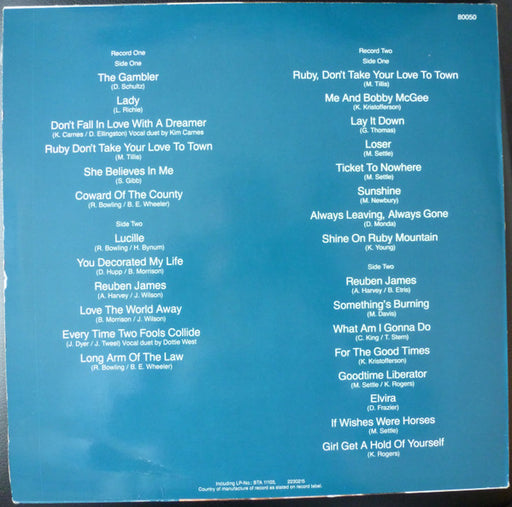 80050
Record One
Side One
The Gambler
(D. Schultz)
Lady
(L. Richie)
Don't Fall In Love With A Dreamer
(K. Carnes / D. Ellingston) Vocal duet by Kim Carnes
Ruby Don't Take Your Love To Town
(M. Tillis)
She Believes In Me
(S. Gibb)
Coward Of The County
(R. Bowling / B. E. Wheeler)
Side Two
Lucille
(R. Bowling / H. Bynum)
You Decorated My Life
(D. Hupp / B. Morrison)
Reuben James
(A. Harvey / J. Wilson)
Love The World Away
(B. Morrison / J. Wilson)
Every Time Two Fools Collide
(J. Dyer / J. Tweel) Vocal duet by Dottie West
Long Arm Of The Law
(R. Bowling / B. E. Wheeler)
Record Two
Side One
Ruby, Don't Take Your Love To Town
(M. Tillis)
Me And Bobby McGee
(K. Kristofferson)
Lay It Down
(G. Thomas)
Loser
(M. Settle)
Ticket To Nowhere
(M. Settle)
Sunshine
(M. Newbury)
Always Leaving, Always Gone
(D. Monda)
Shine On Ruby Mountain
(K. Young)
Side Two
Reuben James
(A. Harvey / B. Etris)
Something's Burning
(M. Davis)
What Am I Gonna Do
(C. King / T. Stern)
For The Good Times
(K. Kristofferson)
Goodtime Liberator
(M. Settle / K. Rogers)
Elvira
(D. Frazier)
If Wishes Were Horses
(M. Settle)
Girl Get A Hold Of Yourself
(K. Rogers)
Including LP-No.: BTA 1102, 2230215
Country of manufacture of record as stated on record label.